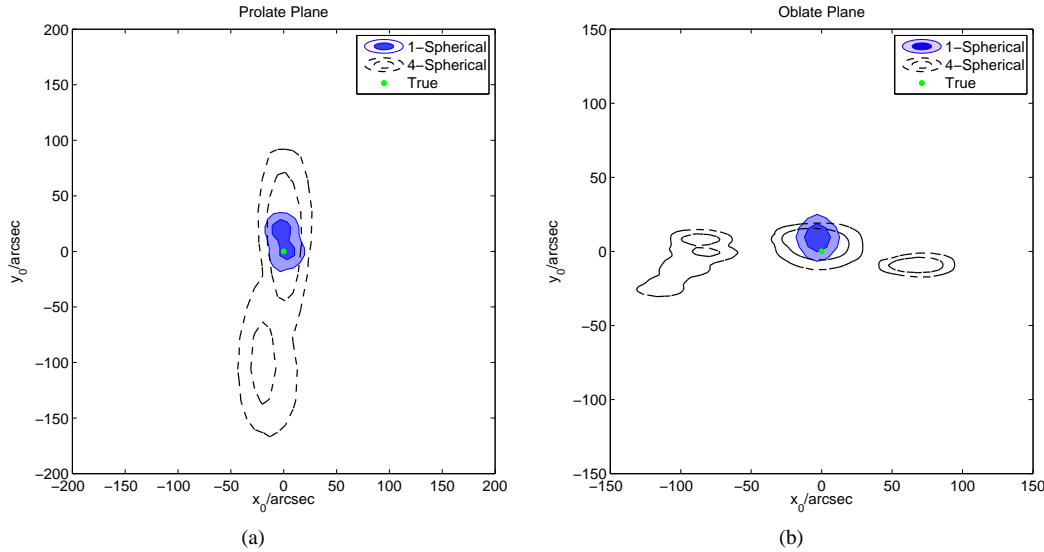 Prolate Plane
200
150
100
50
0
−50
−100
−150
−200
y0/arcsec
−200 −150 −100 −50 0 50 100 150 200
x0/arcsec
1−Spherical
4−Spherical
True
(a)
Oblate Plane
150
100
50
0
−50
−100
−150
y0/arcsec
−150 −100 −50 0 50 100 150
x0/arcsec
1−Spherical
4−Spherical
True
(b)